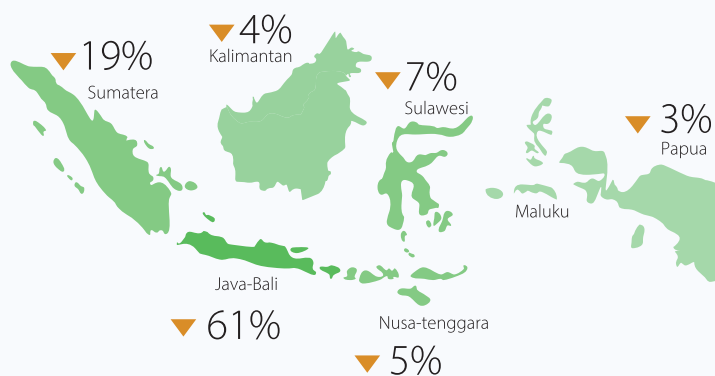 19%
Sumatera
4%
Kalimantan
7%
Sulawesi
3%
Papua
Maluku
Java-Bali
61%
Nusa-tenggara
5%